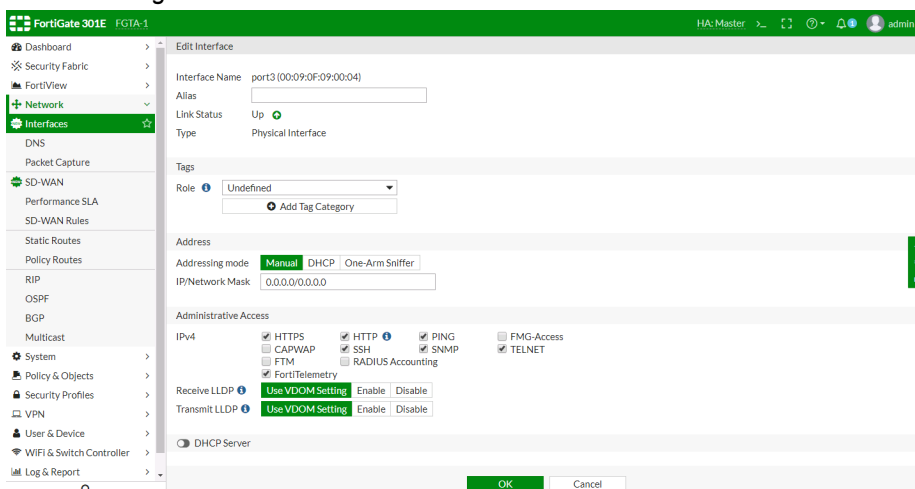 FortiGate 301E FGTA-1 HA: Master >_ 1 admin
Dashboard
Security Fabric
FortiView
Network
Interfaces
DNS
Packet Capture
SD-WAN
Performance SLA
SD-WAN Rules
Static Routes
Policy Routes
RIP
OSPF
BGP
Multicast
System
Policy & Objects
Security Profiles
VPN
User & Device
WiFi & Switch Controller
Log & Report
Edit Interface
Interface Name port3 (00:09:0F:09:00:04)
Alias
Link Status Up
Type Physical Interface
Tags
Role Undefined
Add Tag Category
Address
Addressing mode Manual DHCP One-Arm Sniffer
IP/Network Mask 0.0.0.0/0.0.0.0
Administrative Access
IPv4 HTTPS HTTP PING FMG-Access
CAPWAP SSH SNMP TELNET
FTM RADIUS Accounting
FortiTelemetry
Receive LLDP Use VDOM Setting Enable Disable
Transmit LLDP Use VDOM Setting Enable Disable
DHCP Server
OK Cancel